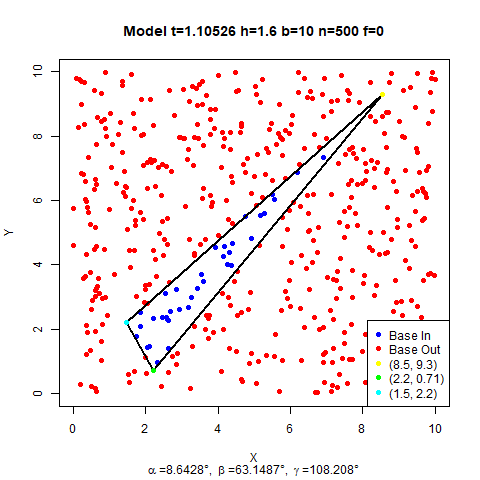 Model t=1.10526 h=1.6 b=10 n=500 f=0
10
8
6
4
2
0
Y
Base In
Base Out
(8.5, 9.3)
(2.2, 0.71)
(1.5, 2.2)
0 2 4 6 8 10
X
α =8.6428°, β =63.1487°, γ =108.208°